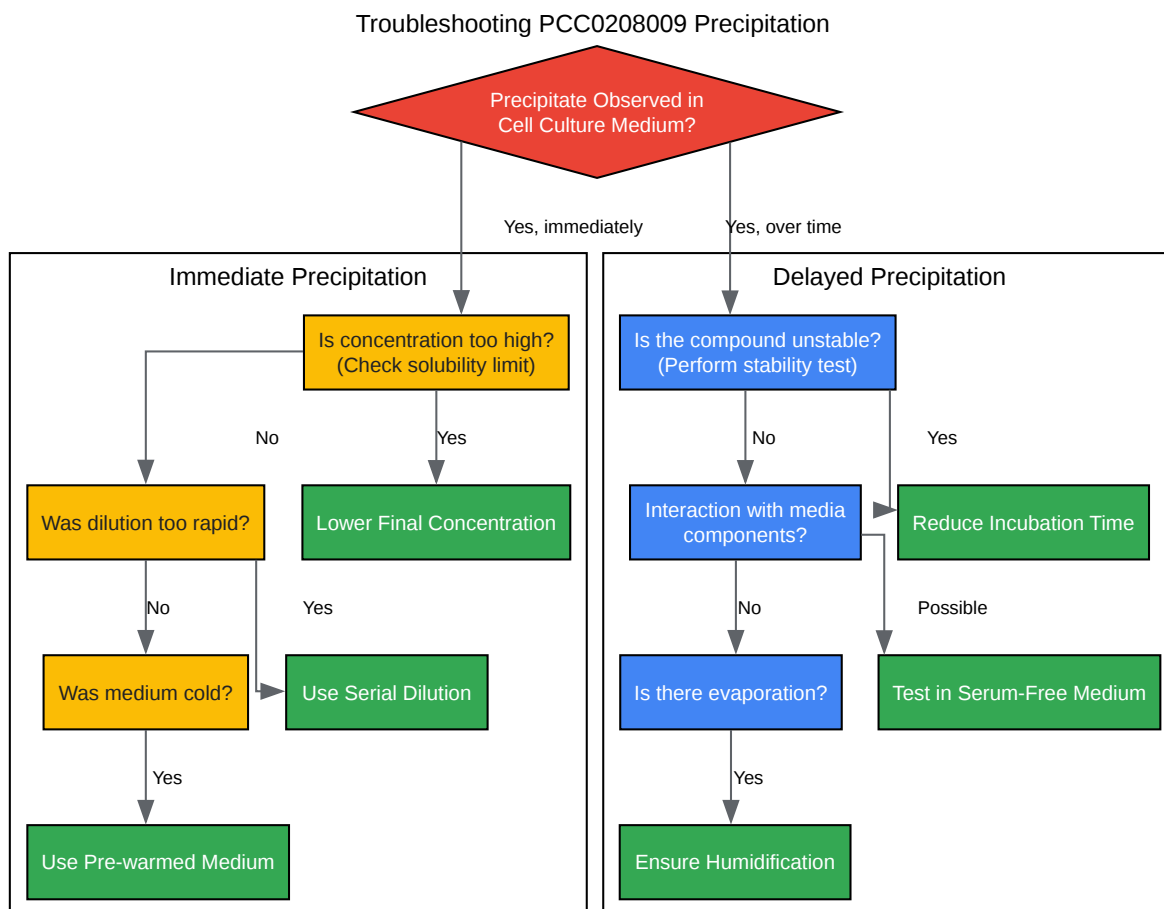 Troubleshooting PCC0208009 Precipitation
Precipitate Observed in
Cell Culture Medium?
Yes, immediately
Yes, over time
Immediate Precipitation
Is concentration too high?
(Check solubility limit)
No
Yes
Was dilution too rapid?
Lower Final Concentration
No
Yes
Was medium cold?
Use Serial Dilution
Yes
Use Pre-warmed Medium
Delayed Precipitation
Is the compound unstable?
(Perform stability test)
No
Yes
Interaction with media
components?
Reduce Incubation Time
No
Possible
Is there evaporation?
Test in Serum-Free Medium
Yes
Ensure Humidification